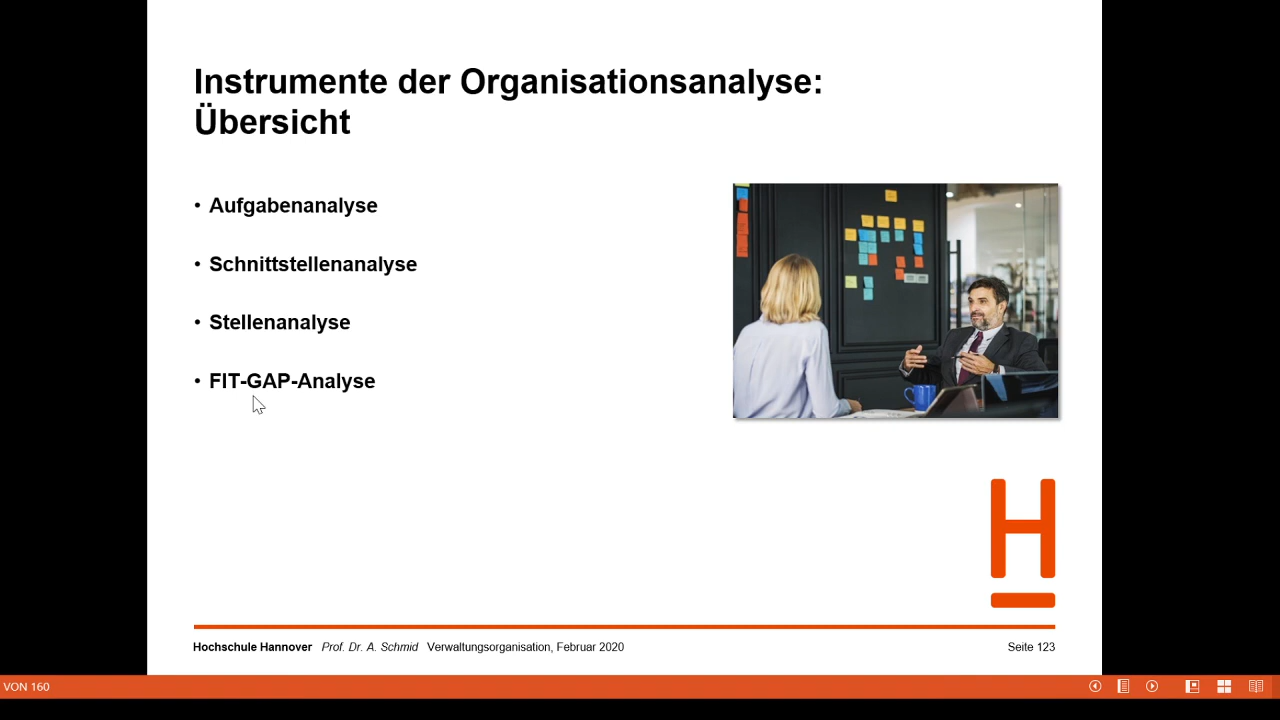 Instrumente der Organisationsanalyse:
Übersicht
• Aufgabenanalyse
• Schnittstellenanalyse
• Stellenanalyse
• FIT-GAP-Analyse
H
Hochschule Hannover Prof. Dr. A. Schmid Verwaltungsorganisation, Februar 2020 Seite 123
VON 160